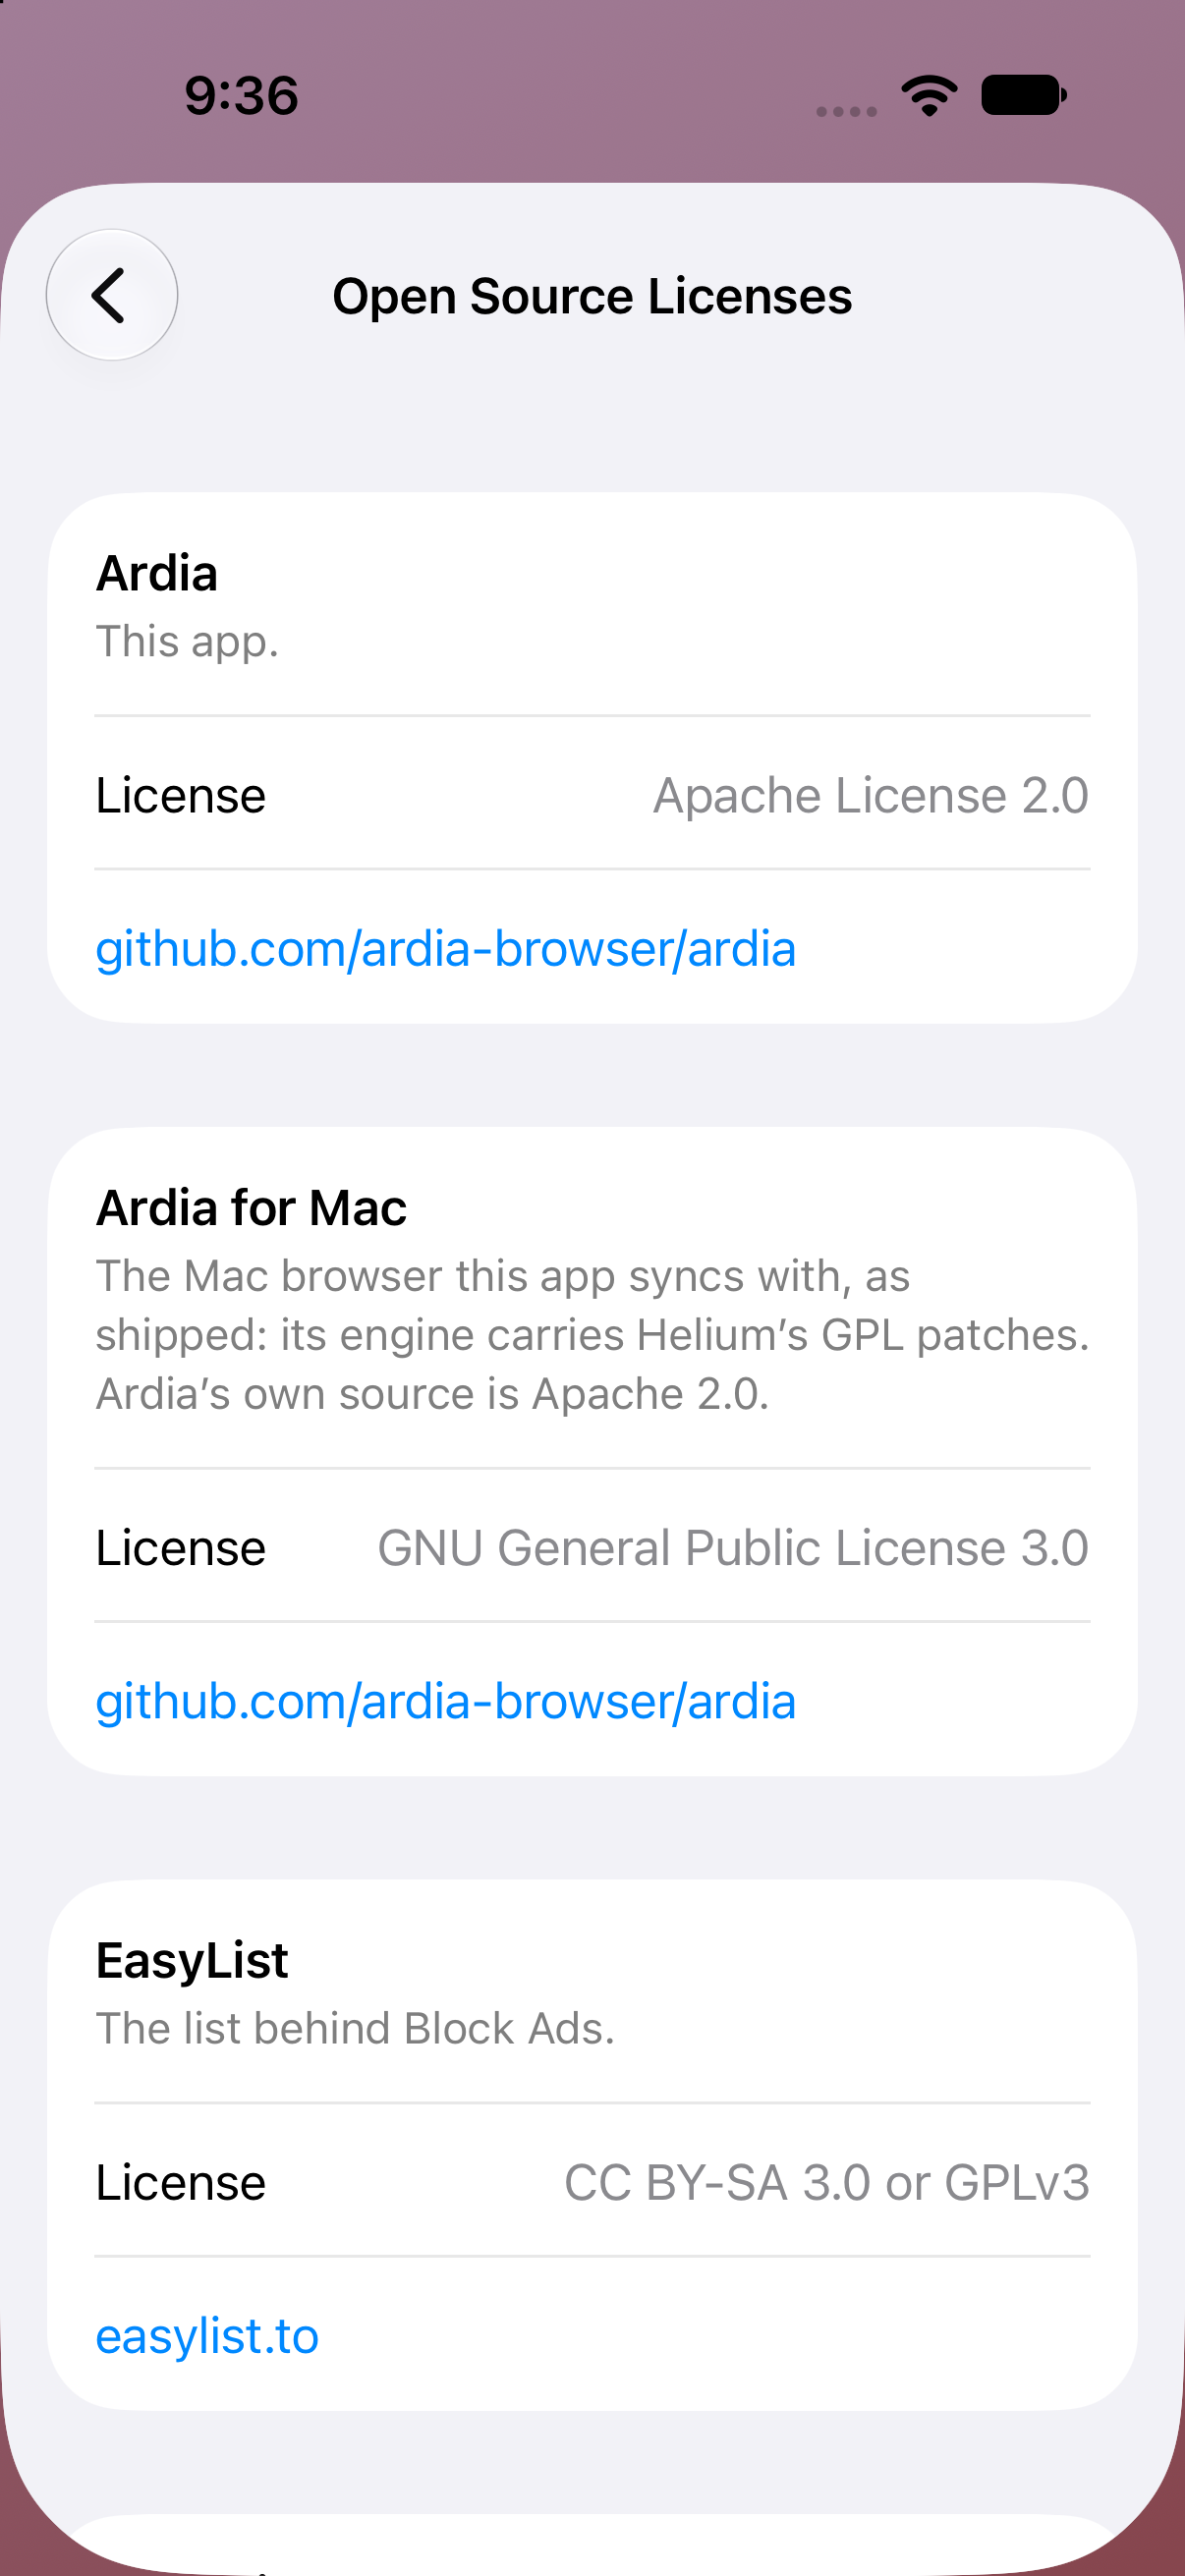 9:36
Open Source Licenses
Ardia
This app.
License Apache License 2.0
github.com/ardia-browser/ardia
Ardia for Mac
The Mac browser this app syncs with, as
shipped: its engine carries Helium’s GPL patches.
Ardia’s own source is Apache 2.0.
License GNU General Public License 3.0
github.com/ardia-browser/ardia
EasyList
The list behind Block Ads.
License CC BY-SA 3.0 or GPLv3
easylist.to